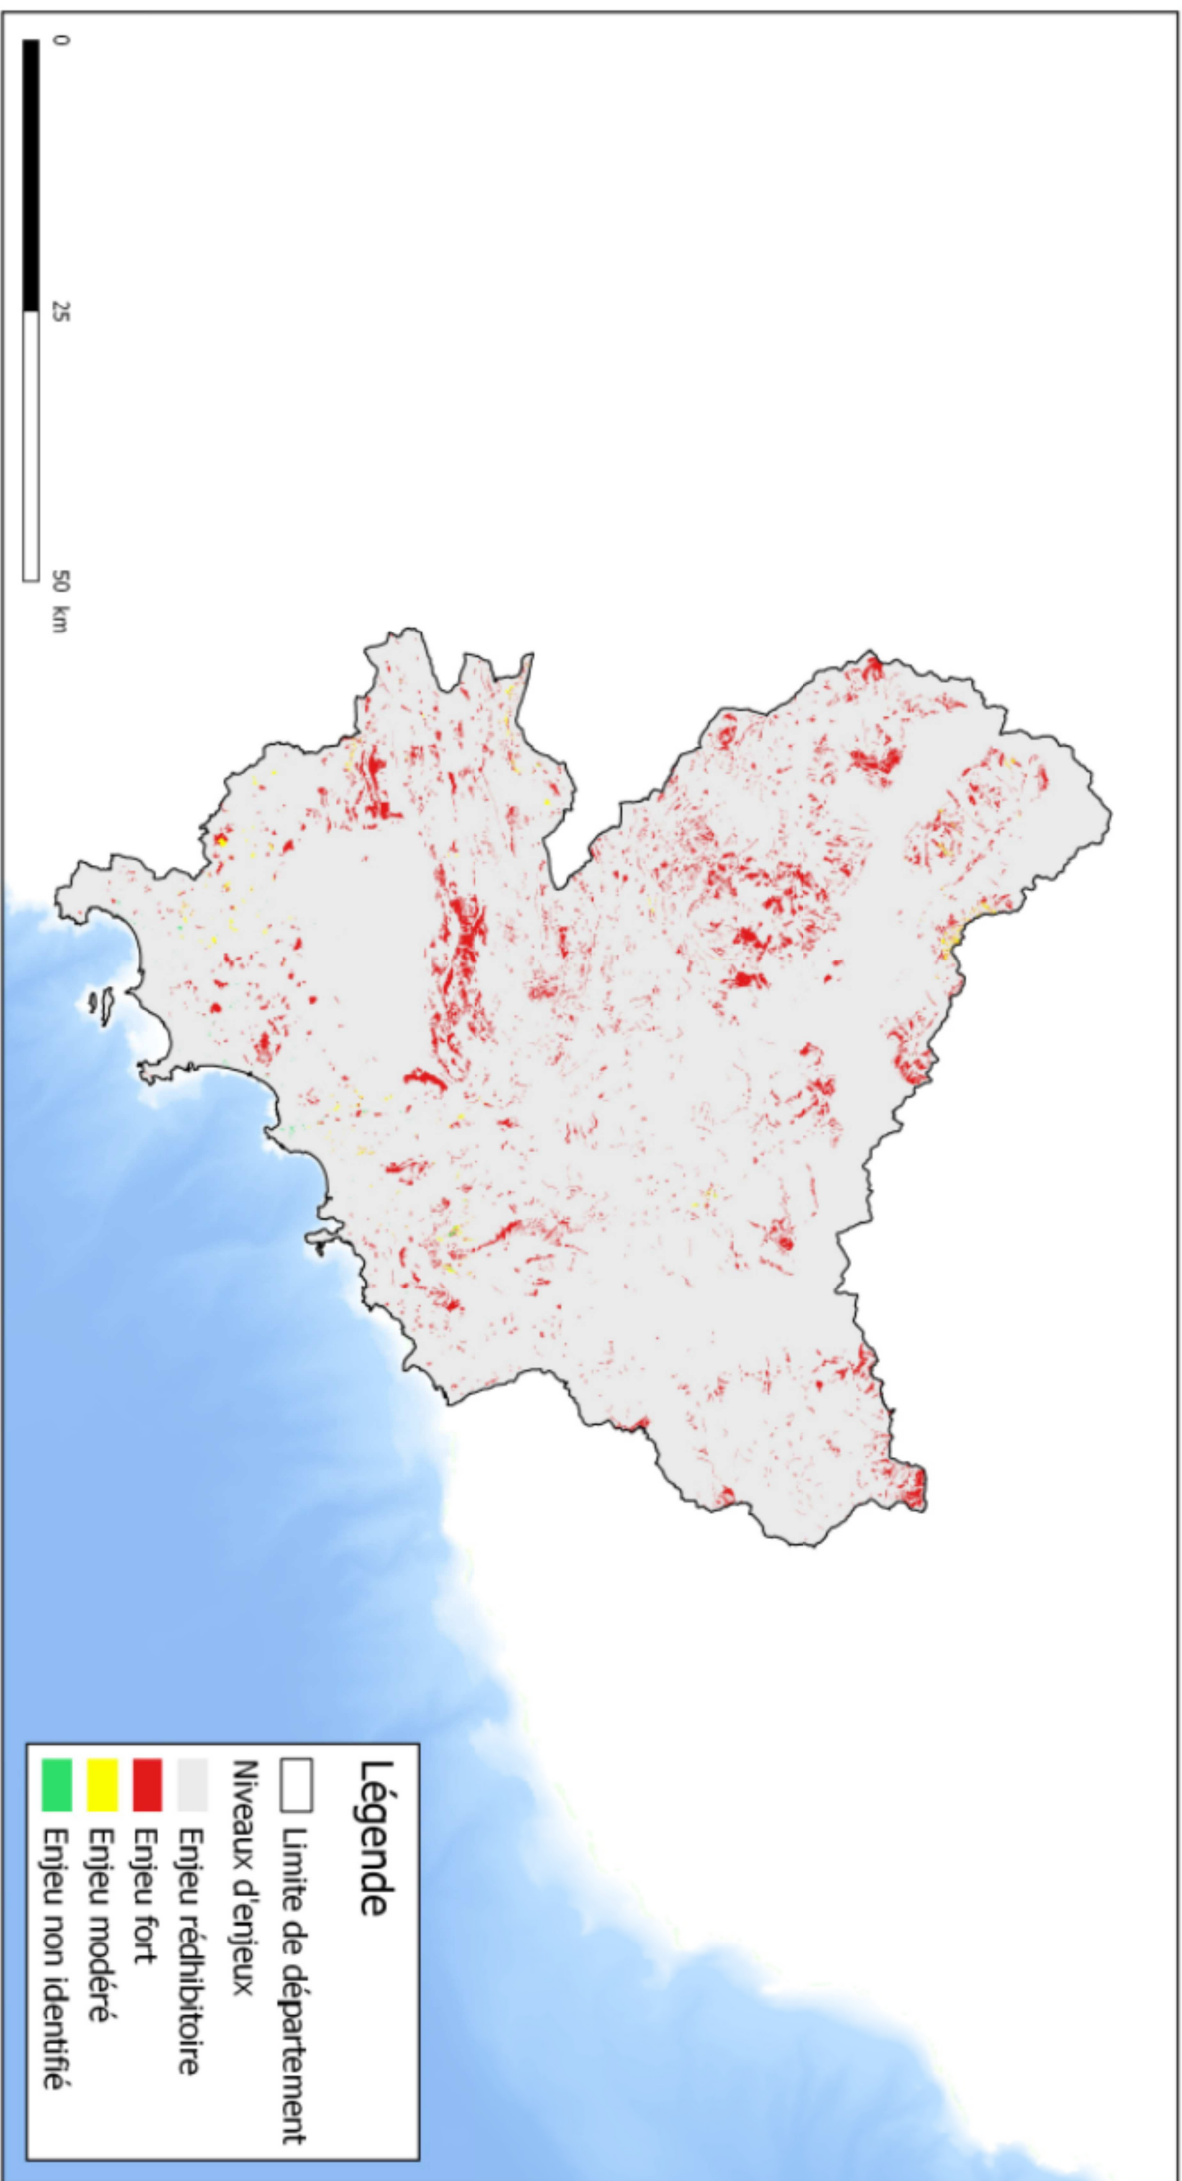 0 25 50 km
Légende
Limite de département
Niveaux d'enjeux
Enjeu rédhibitoire
Enjeu fort
Enjeu modéré
Enjeu non identifié